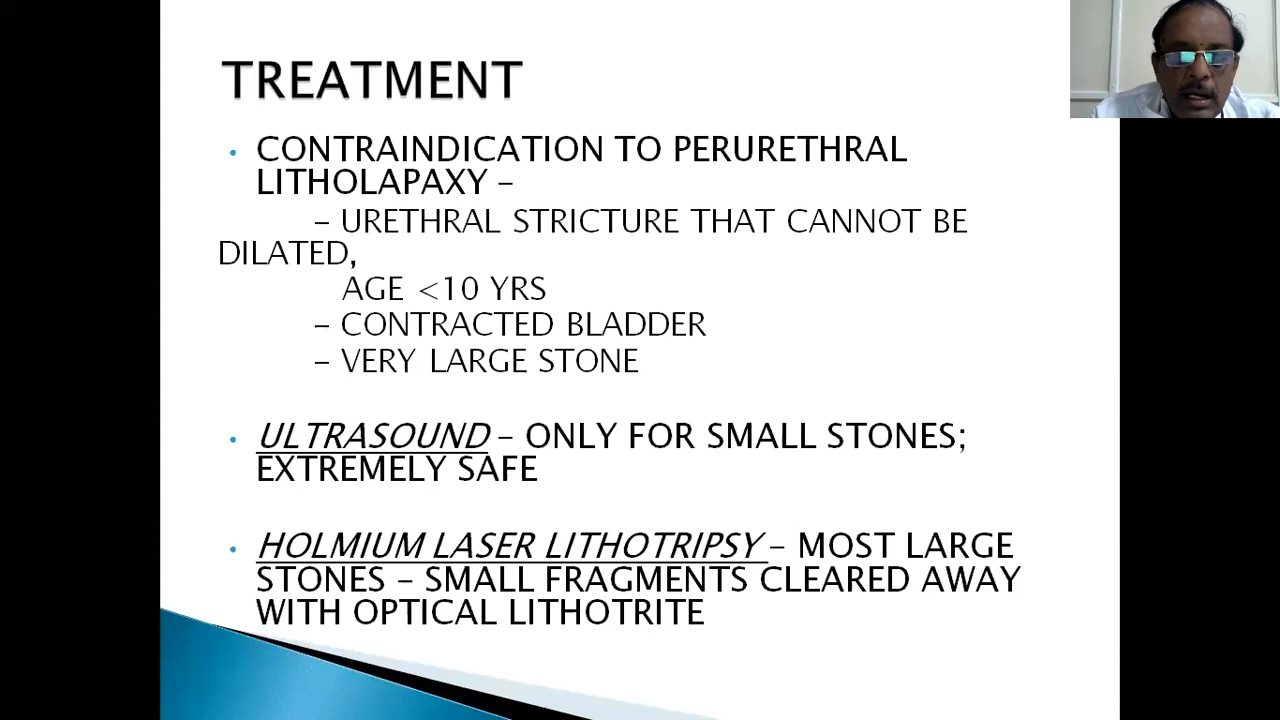 TREATMENT
• CONTRAINDICATION TO PERURETHRAL
LITHOLAPAXY –
– URETHRAL STRICTURE THAT CANNOT BE
DILATED,
AGE <10 YRS
– CONTRACTED BLADDER
– VERY LARGE STONE
• ULTRASOUND – ONLY FOR SMALL STONES;
EXTREMELY SAFE
• HOLMIUM LASER LITHOTRIPSY – MOST LARGE
STONES – SMALL FRAGMENTS CLEARED AWAY
WITH OPTICAL LITHOTRITE